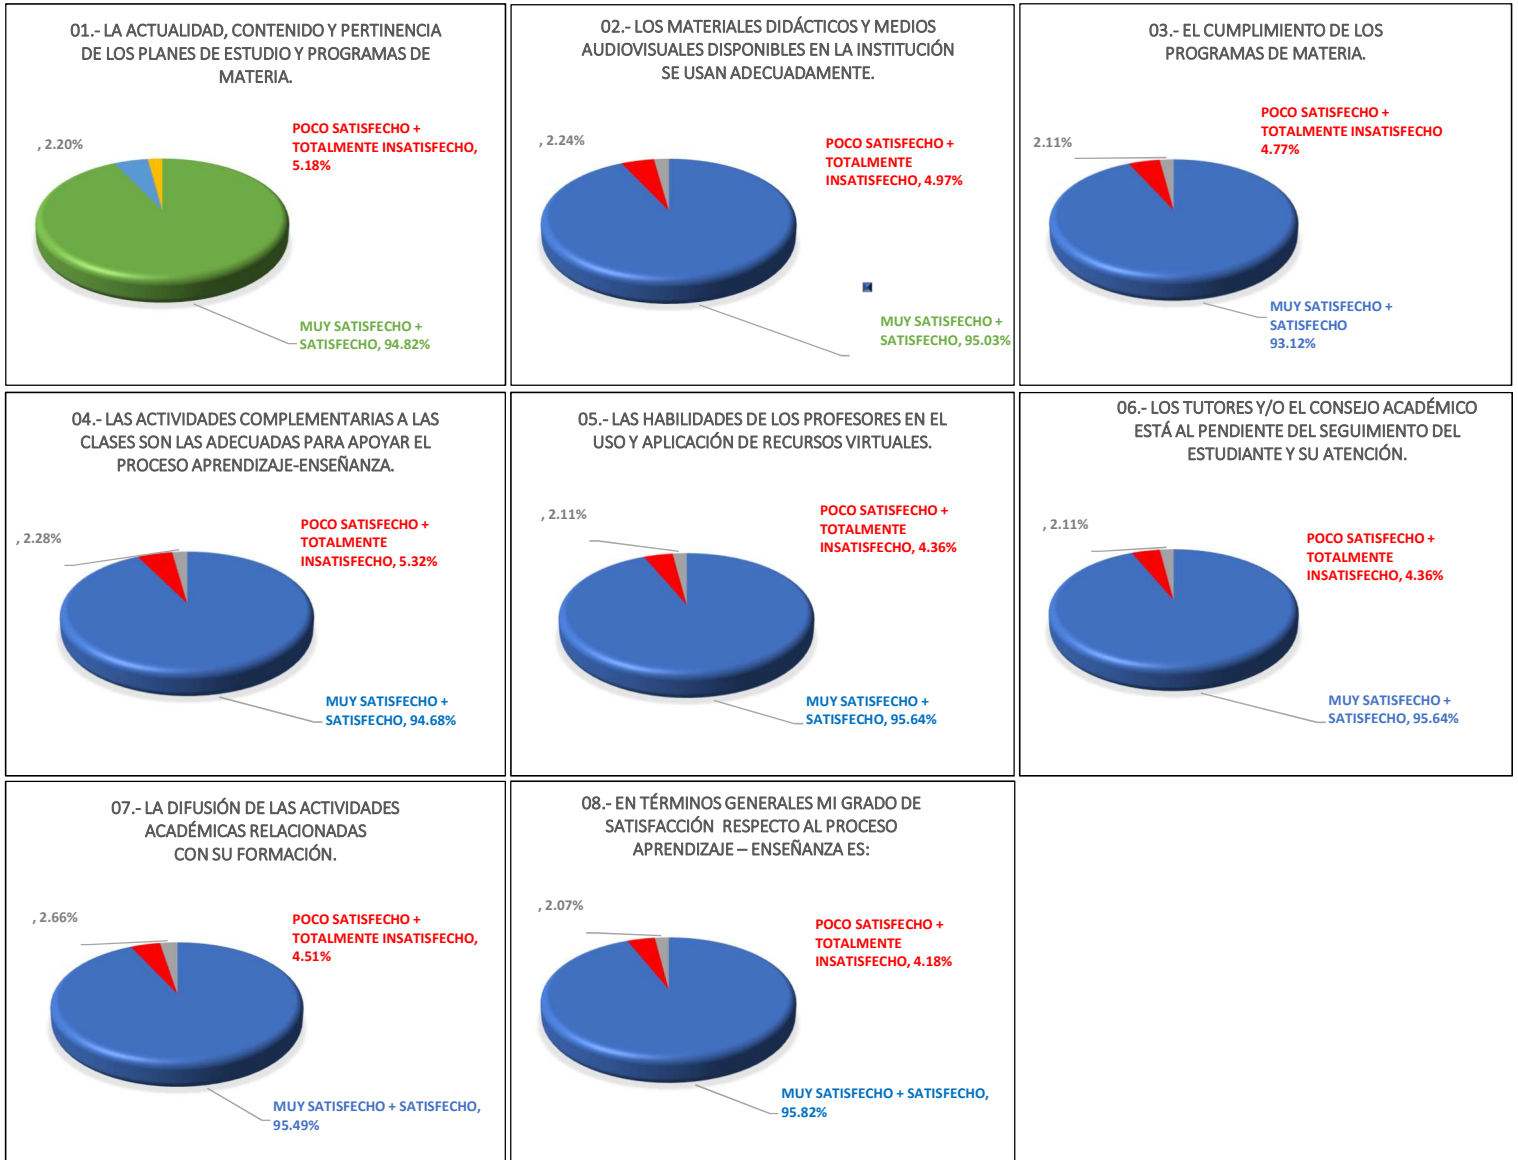 01.- LA ACTUALIDAD, CONTENIDO Y PERTINENCIA
DE LOS PLANES DE ESTUDIO Y PROGRAMAS DE
MATERIA.
, 2.20%
POCO SATISFECHO +
TOTALMENTE INSATISFECHO,
5.18%
MUY SATISFECHO +
SATISFECHO, 94.82%
02.- LOS MATERIALES DIDÁCTICOS Y MEDIOS
AUDIOVISUALES DISPONIBLES EN LA INSTITUCIÓN
SE USAN ADECUADAMENTE.
, 2.24%
POCO SATISFECHO +
TOTALMENTE
INSATISFECHO, 4.97%
MUY SATISFECHO +
SATISFECHO, 95.03%
03.- EL CUMPLIMIENTO DE LOS
PROGRAMAS DE MATERIA.
2.11%
POCO SATISFECHO +
TOTALMENTE INSATISFECHO
4.77%
MUY SATISFECHO +
SATISFECHO
93.12%
04.- LAS ACTIVIDADES COMPLEMENTARIAS A LAS
CLASES SON LAS ADECUADAS PARA APOYAR EL
PROCESO APRENDIZAJE-ENSEÑANZA.
, 2.28%
POCO SATISFECHO +
TOTALMENTE
INSATISFECHO, 5.32%
MUY SATISFECHO +
SATISFECHO, 94.68%
05.- LAS HABILIDADES DE LOS PROFESORES EN EL
USO Y APLICACIÓN DE RECURSOS VIRTUALES.
, 2.11%
POCO SATISFECHO +
TOTALMENTE
INSATISFECHO, 4.36%
MUY SATISFECHO +
SATISFECHO, 95.64%
06.- LOS TUTORES Y/O EL CONSEJO ACADÉMICO
ESTÁ AL PENDIENTE DEL SEGUIMIENTO DEL
ESTUDIANTE Y SU ATENCIÓN.
, 2.11%
POCO SATISFECHO +
TOTALMENTE
INSATISFECHO, 4.36%
MUY SATISFECHO +
SATISFECHO, 95.64%
07.- LA DIFUSIÓN DE LAS ACTIVIDADES
ACADÉMICAS RELACIONADAS
CON SU FORMACIÓN.
, 2.66%
POCO SATISFECHO +
TOTALMENTE INSATISFECHO,
4.51%
MUY SATISFECHO + SATISFECHO,
95.49%
08.- EN TÉRMINOS GENERALES MI GRADO DE
SATISFACCIÓN RESPECTO AL PROCESO
APRENDIZAJE – ENSEÑANZA ES:
, 2.07%
POCO SATISFECHO +
TOTALMENTE
INSATISFECHO, 4.18%
MUY SATISFECHO + SATISFECHO,
95.82%